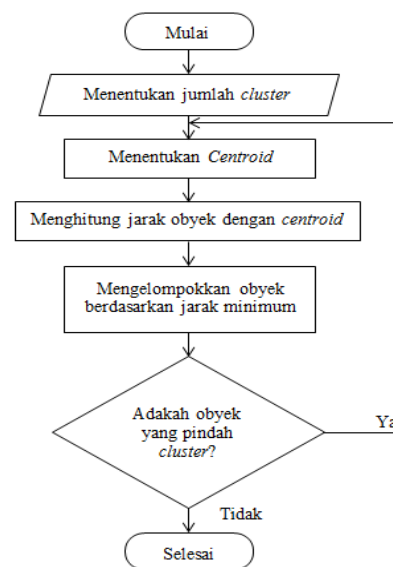 Mulai
Menentukan jumlah cluster
Menentukan Centroid
Menghitung jarak obyek dengan centroid
Mengelompokkan obyek
berdasarkan jarak minimum
Adakah obyek
yang pindah
cluster?
Ya
Tidak
Selesai